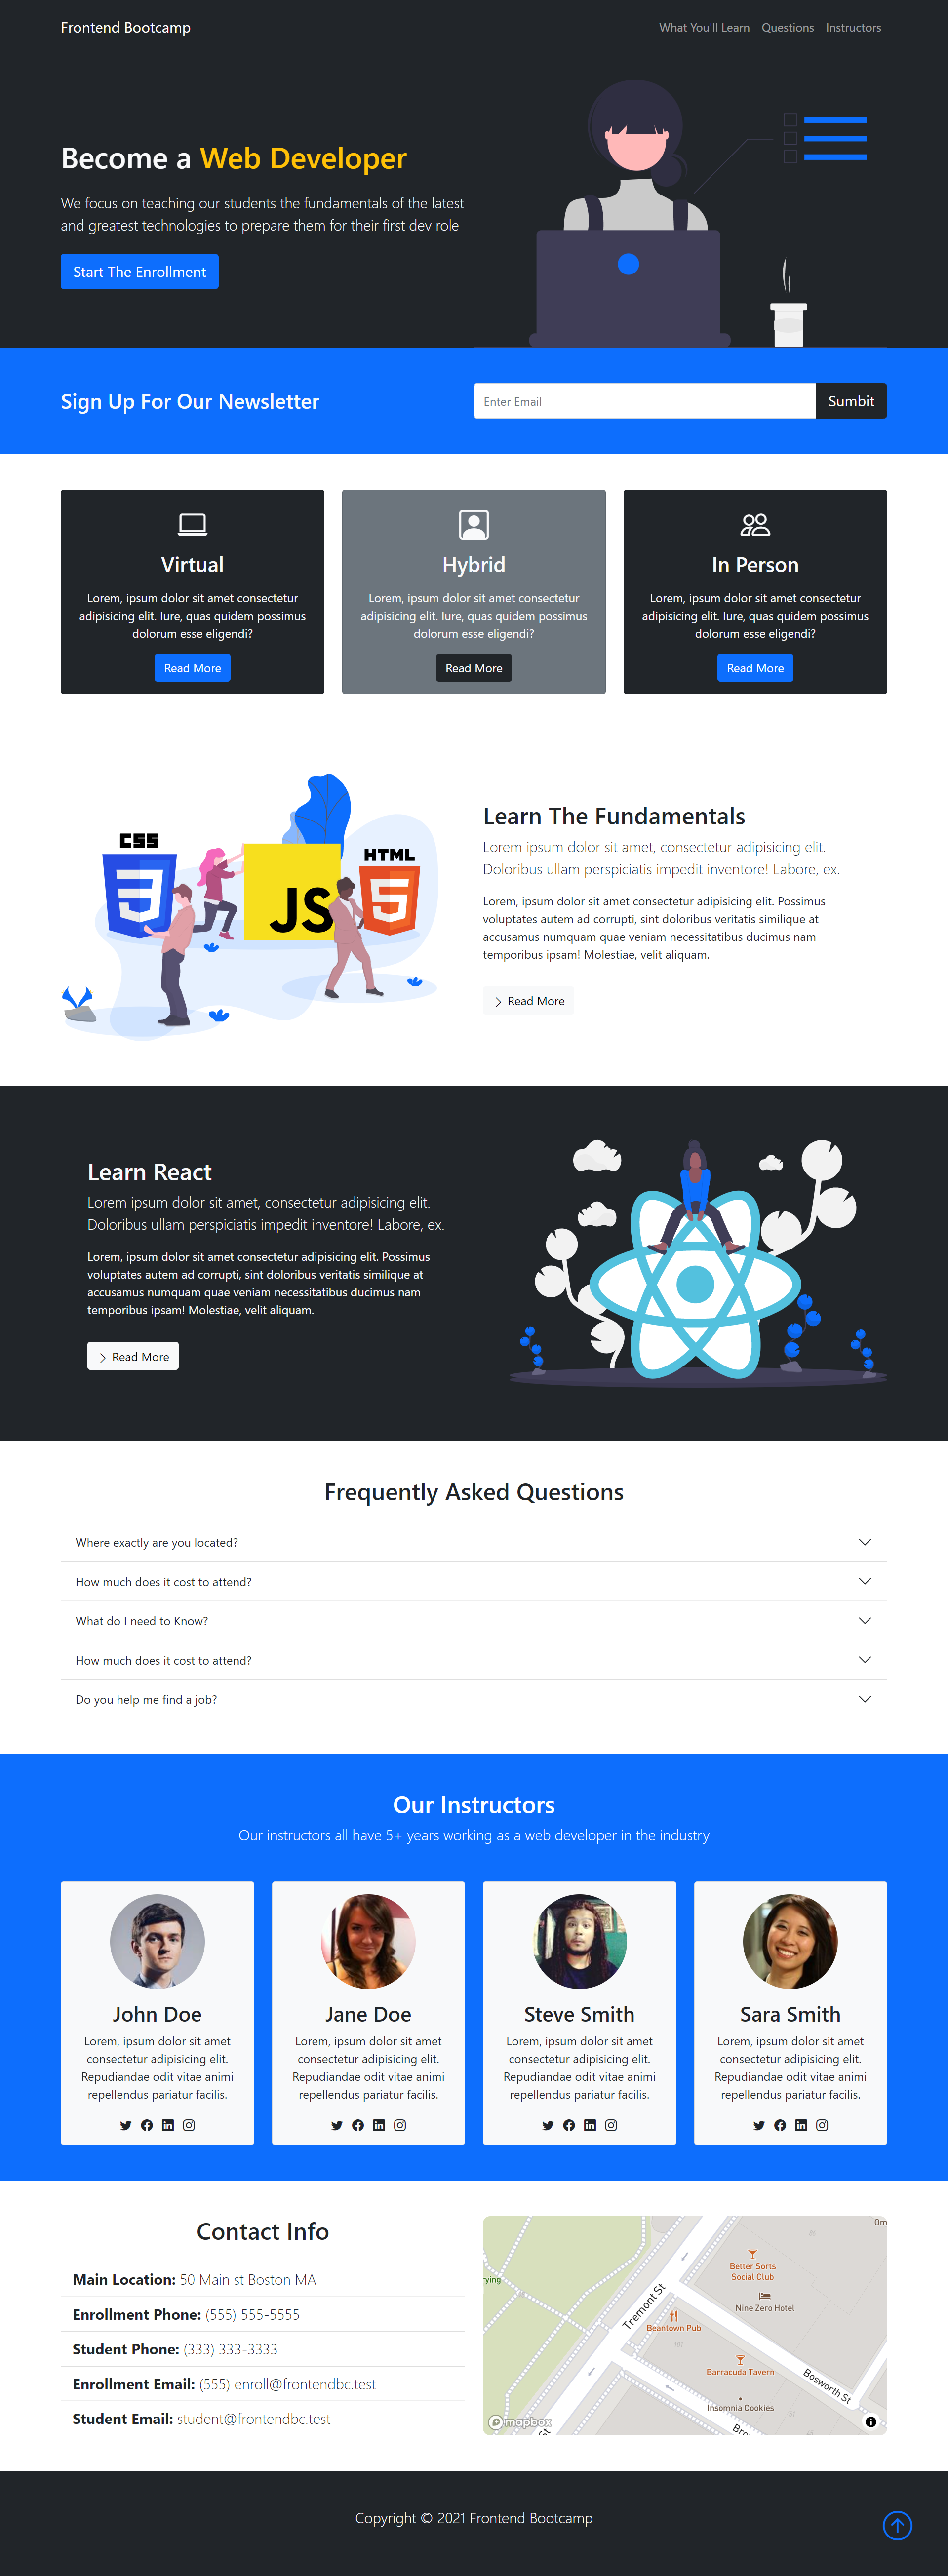 Frontend Bootcamp
What You'll Learn Questions Instructors
Become a Web Developer
We focus on teaching our students the fundamentals of the latest
and greatest technologies to prepare them for their first dev role
Start The Enrollment
Sign Up For Our Newsletter
Enter Email
Sumbit
Virtual
Lorem, ipsum dolor sit amet consectetur
adipisicing elit. Iure, quas quidem possimus
dolorum esse eligendi?
Read More
Hybrid
Lorem, ipsum dolor sit amet consectetur
adipisicing elit. Iure, quas quidem possimus
dolorum esse eligendi?
Read More
In Person
Lorem, ipsum dolor sit amet consectetur
adipisicing elit. Iure, quas quidem possimus
dolorum esse eligendi?
Read More
CSS
3
JS
HTML
5
Learn The Fundamentals
Lorem ipsum dolor sit amet, consectetur adipisicing elit.
Doloribus ullam perspiciatis impedit inventore! Labore, ex.
Lorem, ipsum dolor sit amet consectetur adipisicing elit. Possimus
voluptates autem ad corrupti, sint doloribus veritatis similique at
accusamus numquam quae veniam necessitatibus ducimus nam
temporibus ipsam! Molestiae, velit aliquam.
Read More
Learn React
Lorem ipsum dolor sit amet, consectetur adipisicing elit.
Doloribus ullam perspiciatis impedit inventore! Labore, ex.
Lorem, ipsum dolor sit amet consectetur adipisicing elit. Possimus
voluptates autem ad corrupti, sint doloribus veritatis similique at
accusamus numquam quae veniam necessitatibus ducimus nam
temporibus ipsam! Molestiae, velit aliquam.
Read More
Frequently Asked Questions
Where exactly are you located?
How much does it cost to attend?
What do I need to Know?
How much does it cost to attend?
Do you help me find a job?
Our Instructors
Our instructors all have 5+ years working as a web developer in the industry
John Doe
Lorem, ipsum dolor sit amet
consectetur adipisicing elit.
Repudiandae odit vitae animi
repellendus pariatur facilis.
Jane Doe
Lorem, ipsum dolor sit amet
consectetur adipisicing elit.
Repudiandae odit vitae animi
repellendus pariatur facilis.
Steve Smith
Lorem, ipsum dolor sit amet
consectetur adipisicing elit.
Repudiandae odit vitae animi
repellendus pariatur facilis.
Sara Smith
Lorem, ipsum dolor sit amet
consectetur adipisicing elit.
Repudiandae odit vitae animi
repellendus pariatur facilis.
Contact Info
Main Location: 50 Main st Boston MA
Enrollment Phone: (555) 555-5555
Student Phone: (333) 333-3333
Enrollment Email: (555) enroll@frontendbc.test
Student Email: student@frontendbc.test
0m
Better Sorts
Social Club
rying
Nine Zero Hotel
Tremont St
Beantown Pub
101
Barracuda Tavern
Bosworth St
Insomnia Cookies
mapbox
St
Bro
Copyright © 2021 Frontend Bootcamp